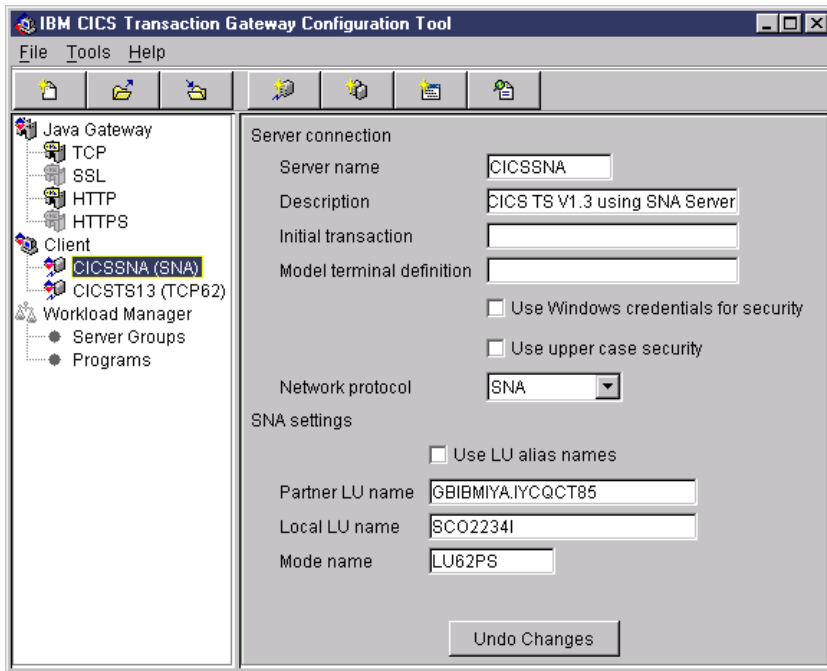 IBM CICS Transaction Gateway Configuration Tool
File Tools Help
Java Gateway
TCP
SSL
HTTP
HTTPS
Client
CICSSNA (SNA)
CICSTS13 (TCP62)
Workload Manager
Server Groups
Programs
Server connection
Server name CICSSNA
Description CICS TS V1.3 using SNA Server
Initial transaction
Model terminal definition
Use Windows credentials for security
Use upper case security
Network protocol SNA
SNA settings
Use LU alias names
Partner LU name GBIBMIYA.IYCQCT85
Local LU name SCO2234I
Mode name LU62PS
Undo Changes